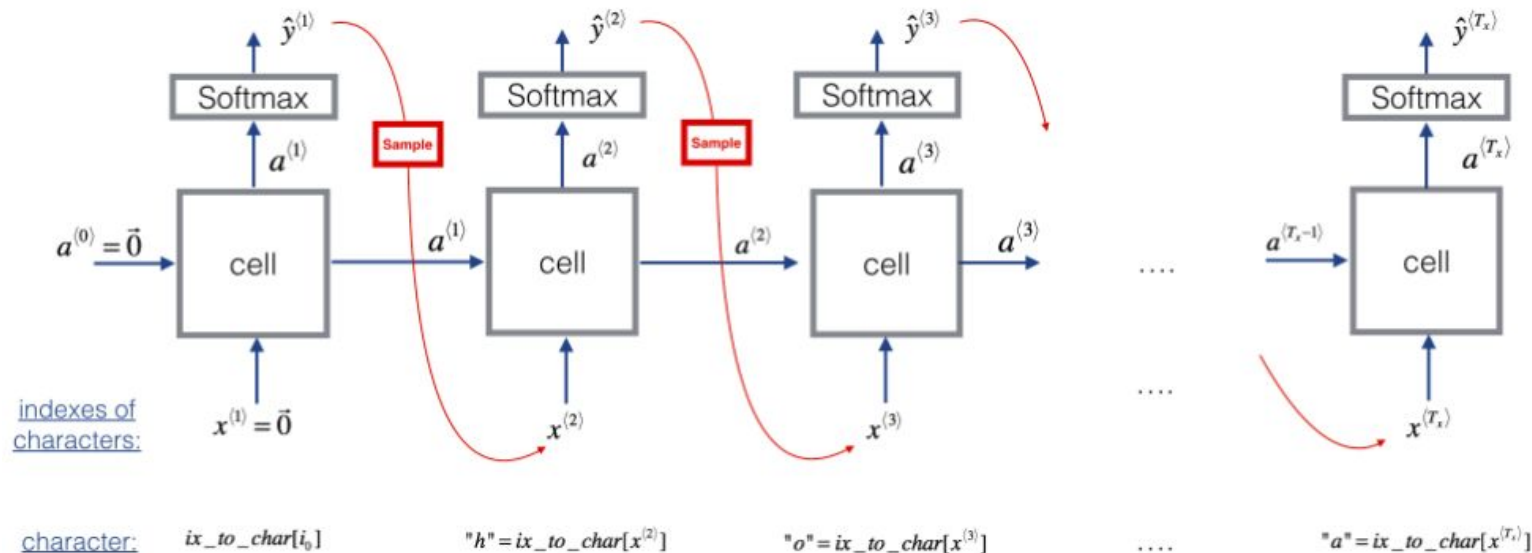 ŷ⟨1⟩ ŷ⟨2⟩ ŷ⟨3⟩ ŷ⟨Tₓ⟩
Softmax Softmax Softmax Softmax
Sample Sample
a⟨1⟩ a⟨2⟩ a⟨3⟩ a⟨Tₓ⟩
a⟨0⟩ = 0⃗ a⟨1⟩ a⟨2⟩ a⟨3⟩ a⟨Tₓ-1⟩
cell cell cell .... cell
....
indexes of
characters:
x⟨1⟩ = 0⃗ x⟨2⟩ x⟨3⟩ x⟨Tₓ⟩
character: ix_to_char[i₀] "h"=ix_to_char[x⟨2⟩] "o"=ix_to_char[x⟨3⟩] .... "a"=ix_to_char[x⟨Tₓ⟩]